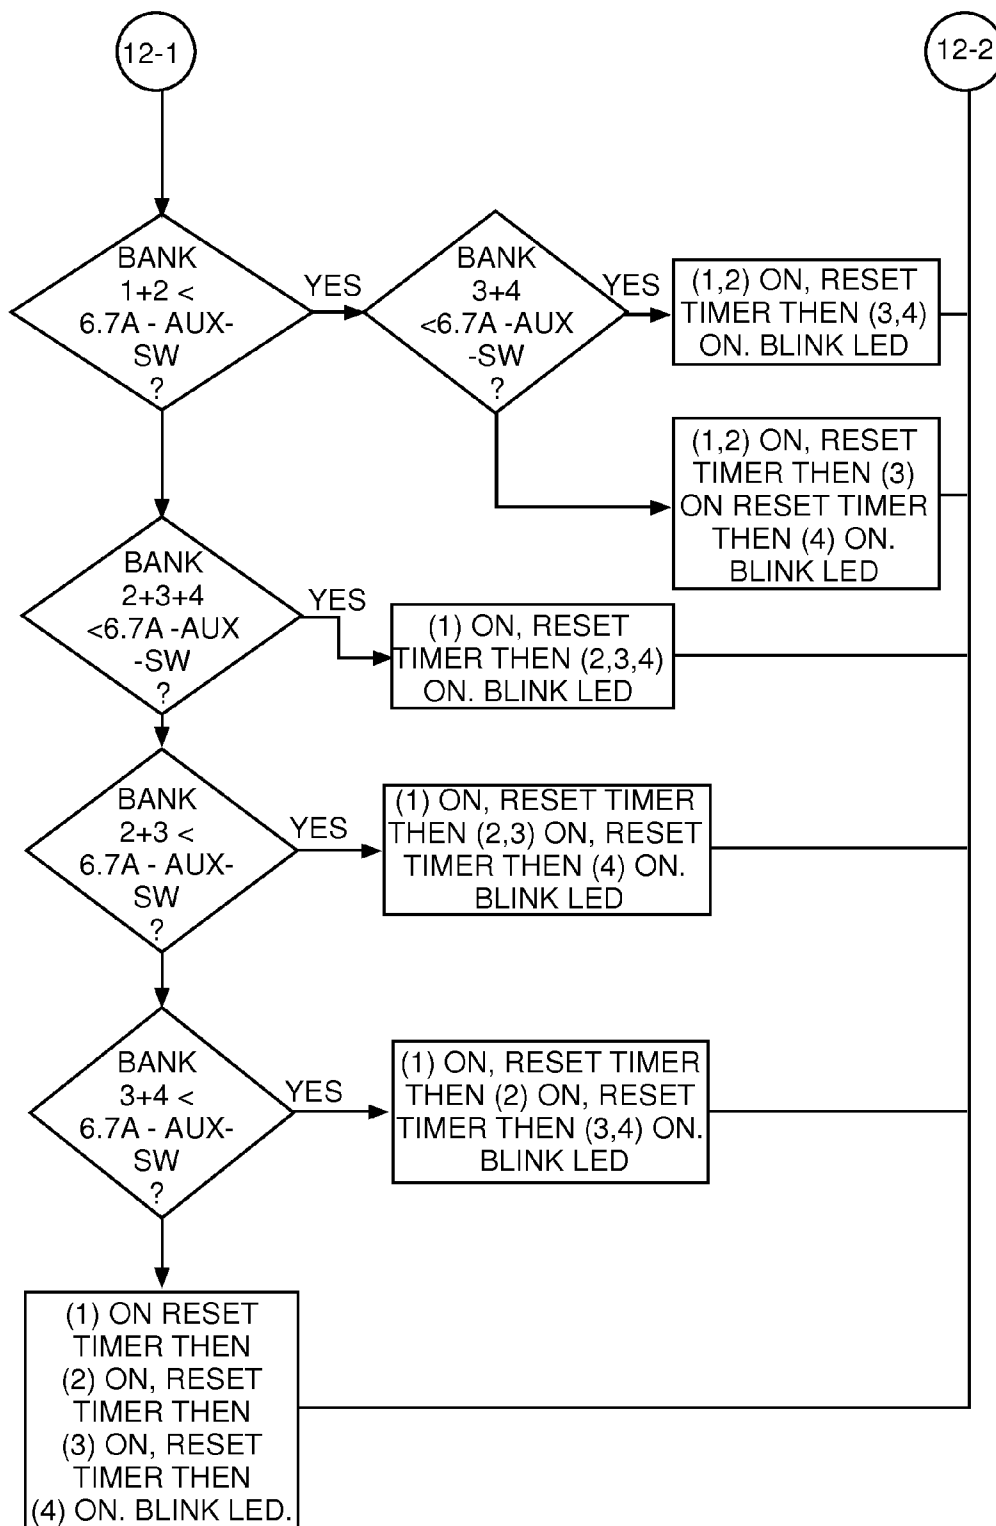 12-1
12-2
BANK
1+2 <
6.7A - AUX-
SW
?
YES
BANK
3+4
<6.7A -AUX
-SW
?
YES
(1,2) ON, RESET
TIMER THEN (3,4)
ON. BLINK LED
(1,2) ON, RESET
TIMER THEN (3)
ON RESET TIMER
THEN (4) ON.
BLINK LED
BANK
2+3+4
<6.7A -AUX
-SW
?
YES
(1) ON, RESET
TIMER THEN (2,3,4)
ON. BLINK LED
BANK
2+3 <
6.7A - AUX-
SW
?
YES
(1) ON, RESET TIMER
THEN (2,3) ON, RESET
TIMER THEN (4) ON.
BLINK LED
BANK
3+4 <
6.7A - AUX-
SW
?
YES
(1) ON, RESET TIMER
THEN (2) ON, RESET
TIMER THEN (3,4) ON.
BLINK LED
(1) ON RESET
TIMER THEN
(2) ON, RESET
TIMER THEN
(3) ON, RESET
TIMER THEN
(4) ON. BLINK LED.